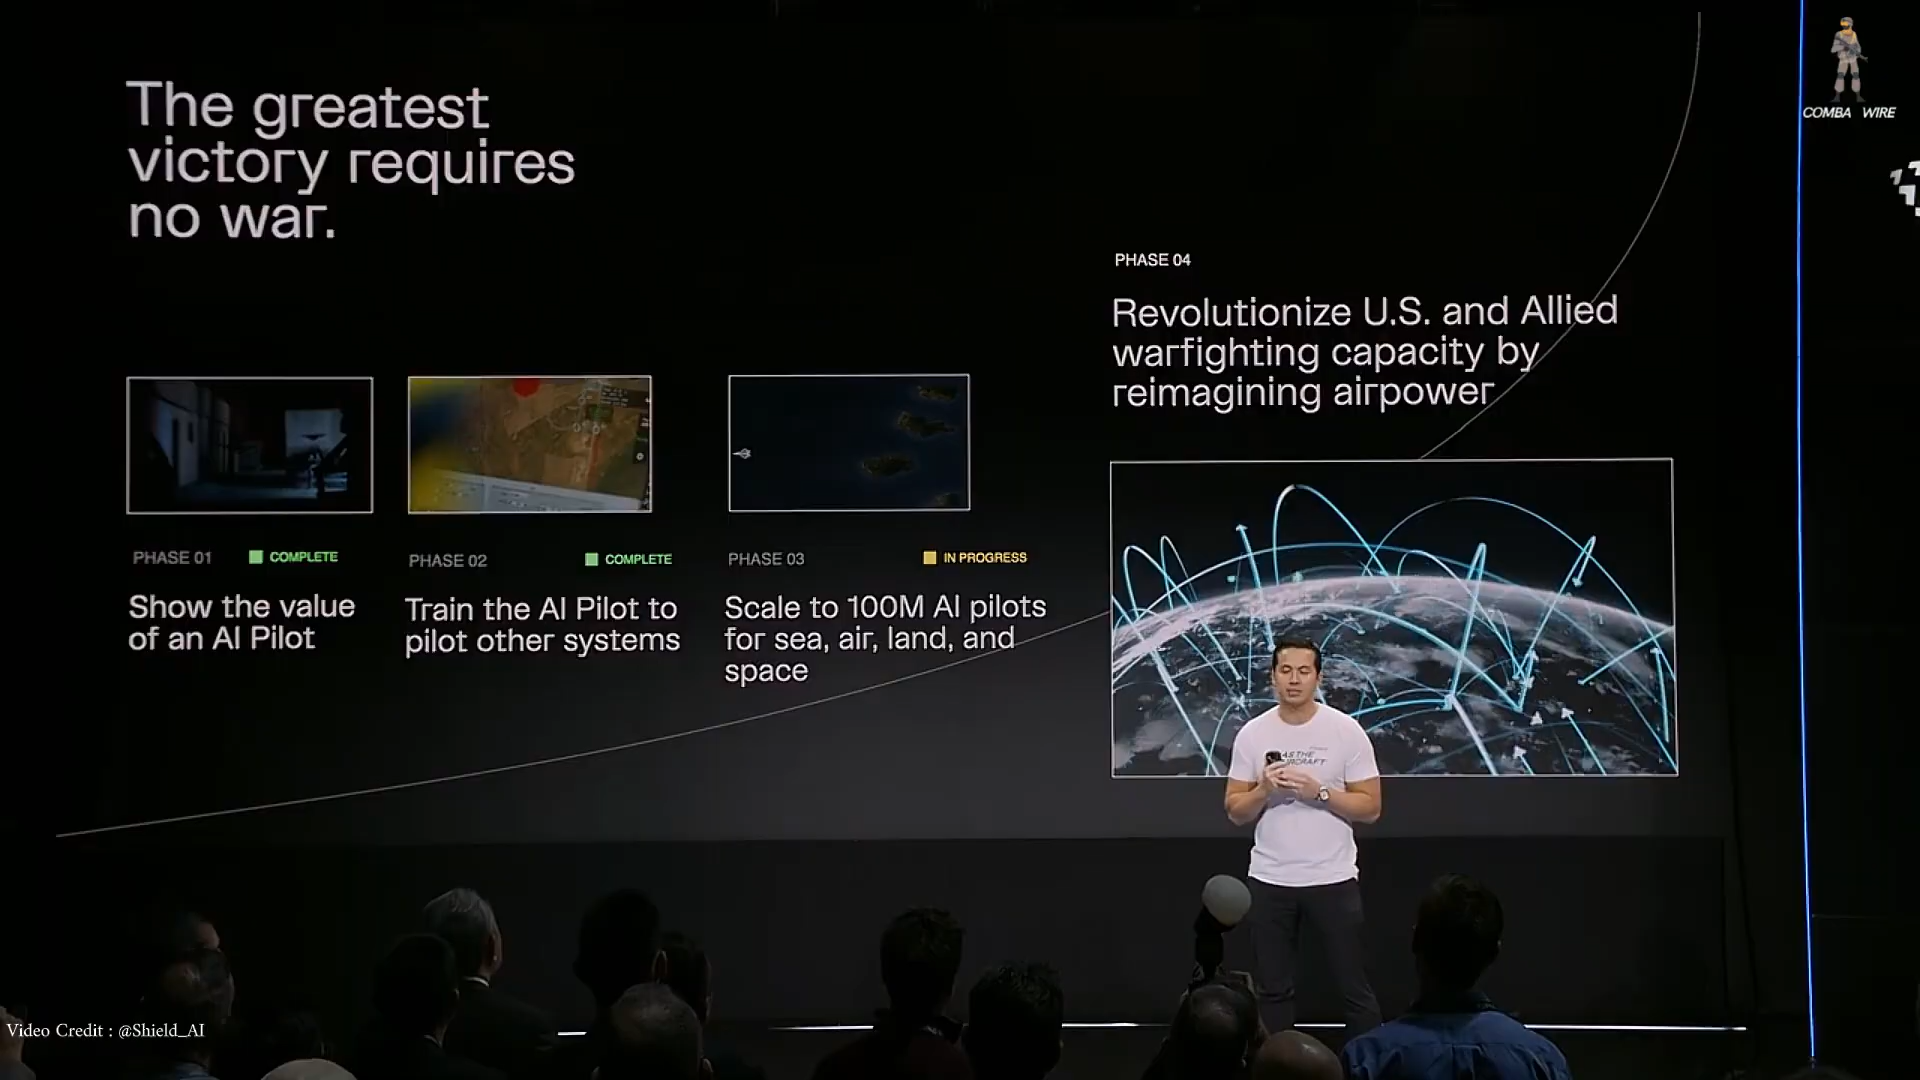 The greatest
victory requires
no war.
COMBA WIRE
PHASE 04
Revolutionize U.S. and Allied
warfighting capacity by
reimagining airpower
PHASE 01 COMPLETE
Show the value
of an AI Pilot
PHASE 02 COMPLETE
Train the AI Pilot to
pilot other systems
PHASE 03 IN PROGRESS
Scale to 100M AI pilots
for sea, air, land, and
space
AS THE
Video Credit : @Shield_AI